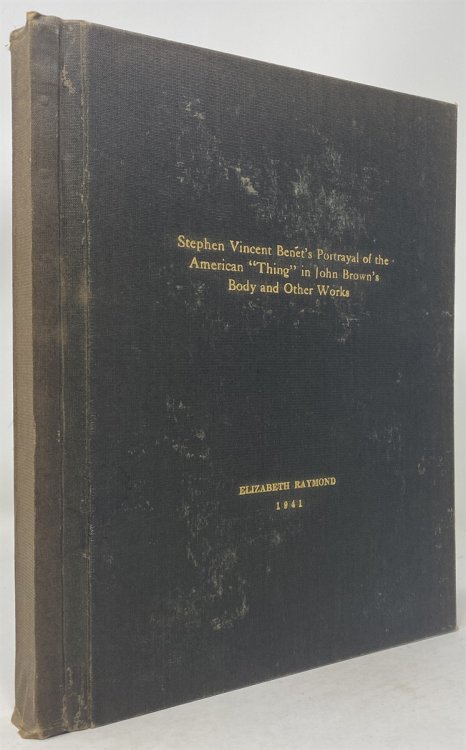 Stephen Vincent Benét's Portrayal of the
American "Thing" in John Brown's
Body and Other Works
ELIZABETH RAYMOND
1941